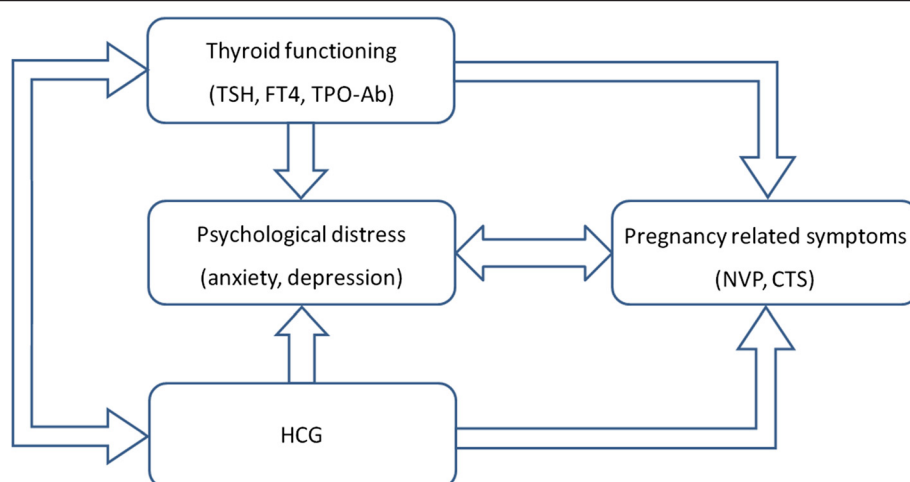 Thyroid functioning
(TSH, FT4, TPO-Ab)
Psychological distress
(anxiety, depression)
Pregnancy related symptoms
(NVP, CTS)
HCG